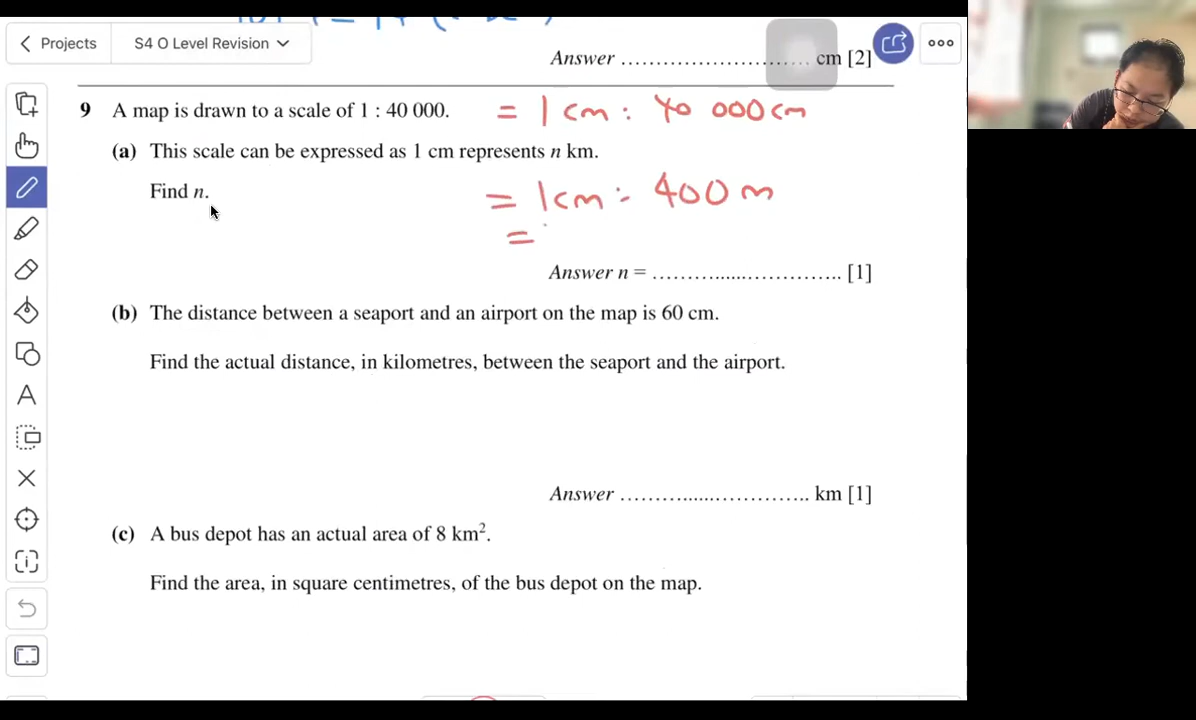 Projects
S4 O Level Revision
Answer ............................ cm [2]
9 A map is drawn to a scale of 1 : 40 000. = 1 cm : 40 000 cm
(a) This scale can be expressed as 1 cm represents n km.
Find n. = 1 cm : 400 m
=
Answer n = ............................ [1]
(b) The distance between a seaport and an airport on the map is 60 cm.
Find the actual distance, in kilometres, between the seaport and the airport.
Answer ............................ km [1]
(c) A bus depot has an actual area of 8 km².
Find the area, in square centimetres, of the bus depot on the map.